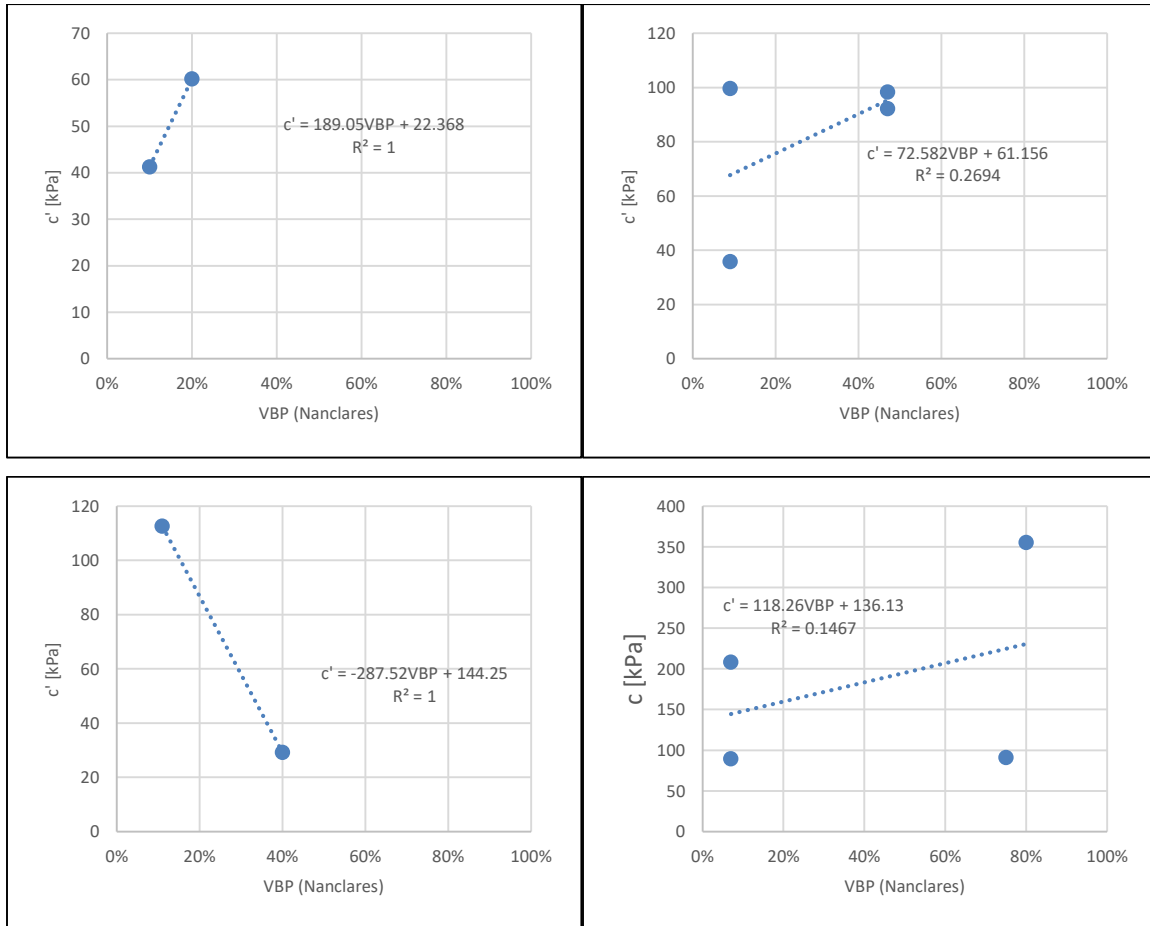 70
60
50
40
30
20
10
0
c' [kPa]
c' = 189.05VBP + 22.368
R² = 1
0% 20% 40% 60% 80% 100%
VBP (Nanclares)
120
100
80
60
40
20
0
c' [kPa]
c' = 72.582VBP + 61.156
R² = 0.2694
0% 20% 40% 60% 80% 100%
VBP (Nanclares)
120
100
80
60
40
20
0
c' [kPa]
c' = -287.52VBP + 144.25
R² = 1
0% 20% 40% 60% 80% 100%
VBP (Nanclares)
400
350
300
250
200
150
100
50
0
c [kPa]
c' = 118.26VBP + 136.13
R² = 0.1467
0% 20% 40% 60% 80% 100%
VBP (Nanclares)